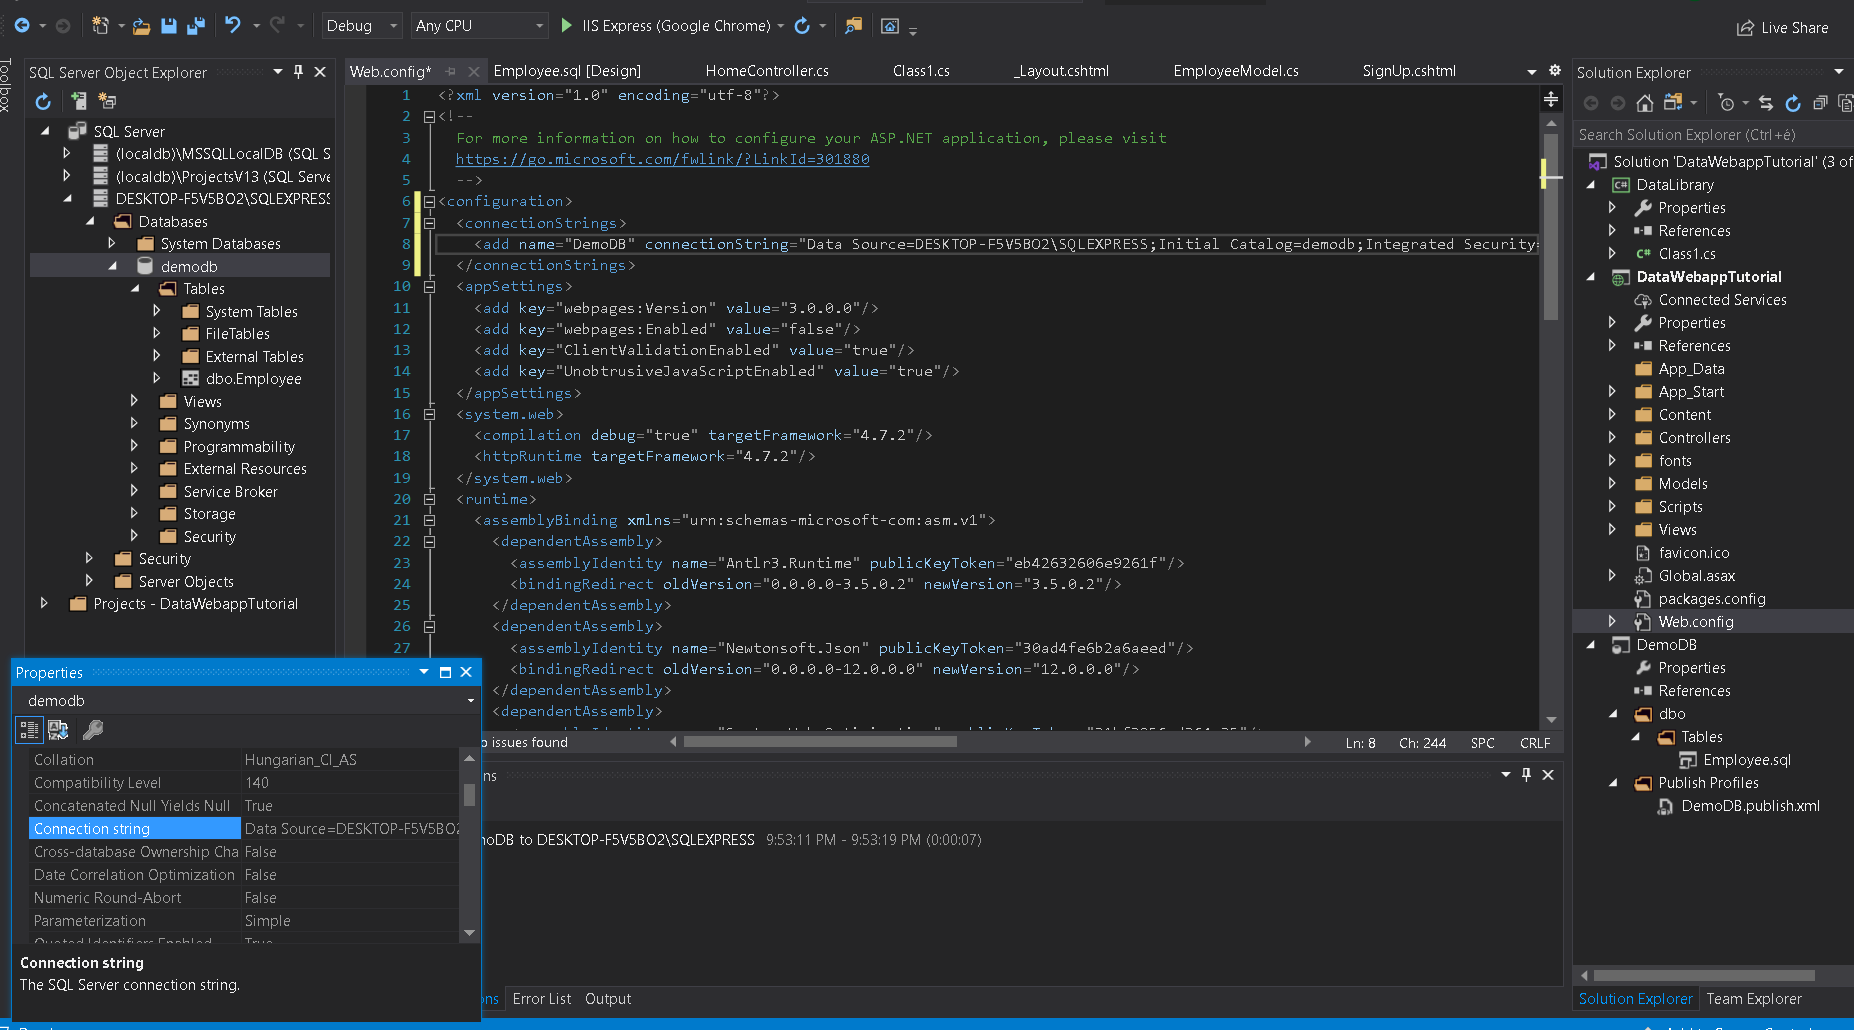 Debug
Any CPU
IIS Express (Google Chrome)
Live Share
Toolbox
SQL Server Object Explorer
SQL Server
(localdb)\MSSQLLocalDB (SQL S
(localdb)\ProjectsV13 (SQL Serve
DESKTOP-F5V5BO2\SQLEXPRESS
Databases
System Databases
demodb
Tables
System Tables
FileTables
External Tables
dbo.Employee
Views
Synonyms
Programmability
External Resources
Service Broker
Storage
Security
Security
Server Objects
Projects - DataWebappTutorial
Web.config*
Employee.sql [Design]
HomeController.cs
Class1.cs
_Layout.cshtml
EmployeeModel.cs
SignUp.cshtml
1 <?xml version="1.0" encoding="utf-8"?>
2 <!--
3 For more information on how to configure your ASP.NET application, please visit
4 https://go.microsoft.com/fwlink/?LinkId=301880
5 -->
6 <configuration>
7 <connectionStrings>
8 <add name="DemoDB" connectionString="Data Source=DESKTOP-F5V5BO2\SQLEXPRESS;Initial Catalog=demodb;Integrated Security=
9 </connectionStrings>
10 <appSettings>
11 <add key="webpages:Version" value="3.0.0.0"/>
12 <add key="webpages:Enabled" value="false"/>
13 <add key="ClientValidationEnabled" value="true"/>
14 <add key="UnobtrusiveJavaScriptEnabled" value="true"/>
15 </appSettings>
16 <system.web>
17 <compilation debug="true" targetFramework="4.7.2"/>
18 <httpRuntime targetFramework="4.7.2"/>
19 </system.web>
20 <runtime>
21 <assemblyBinding xmlns="urn:schemas-microsoft-com:asm.v1">
22 <dependentAssembly>
23 <assemblyIdentity name="Antlr3.Runtime" publicKeyToken="eb42632606e9261f"/>
24 <bindingRedirect oldVersion="0.0.0.0-3.5.0.2" newVersion="3.5.0.2"/>
25 </dependentAssembly>
26 <dependentAssembly>
27 <assemblyIdentity name="Newtonsoft.Json" publicKeyToken="30ad4fe6b2a6aeed"/>
<bindingRedirect oldVersion="0.0.0.0-12.0.0.0" newVersion="12.0.0.0"/>
</dependentAssembly>
<dependentAssembly>
issues found
Ln: 8 Ch: 244 SPC CRLF
ons
moDB to DESKTOP-F5V5BO2\SQLEXPRESS 9:53:11 PM - 9:53:19 PM (0:00:07)
ons
Error List
Output
Properties
demodb
Collation Hungarian_CI_AS
Compatibility Level 140
Concatenated Null Yields Null True
Connection string Data Source=DESKTOP-F5V5BO2
Cross-database Ownership Cha False
Date Correlation Optimization False
Numeric Round-Abort False
Parameterization Simple
Quoted Identifiers Enabled True
Connection string
The SQL Server connection string.
Solution Explorer
Search Solution Explorer (Ctrl+é)
Solution 'DataWebappTutorial' (3 of
DataLibrary
Properties
References
Class1.cs
DataWebappTutorial
Connected Services
Properties
References
App_Data
App_Start
Content
Controllers
fonts
Models
Scripts
Views
favicon.ico
Global.asax
packages.config
Web.config
DemoDB
Properties
References
dbo
Tables
Employee.sql
Publish Profiles
DemoDB.publish.xml
Solution Explorer
Team Explorer